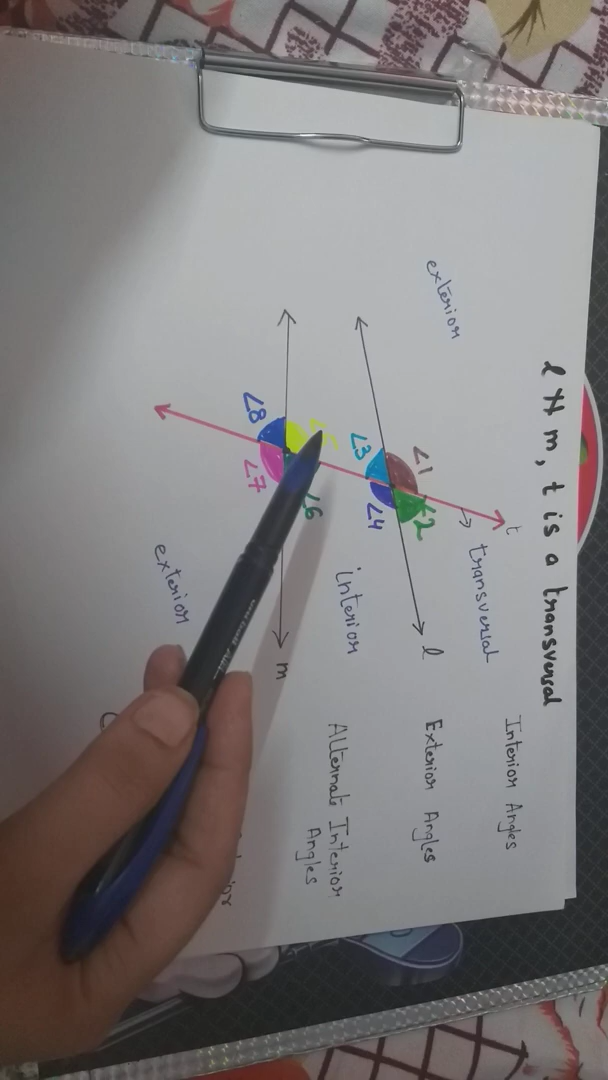 l ∦ m, t is a transversal
t
transversal
exterior
∠1
∠2
l
∠3
∠4
interior
∠6
m
∠8
∠7
exterior
Interior Angles
Exterior Angles
Alternate Interior
Angles